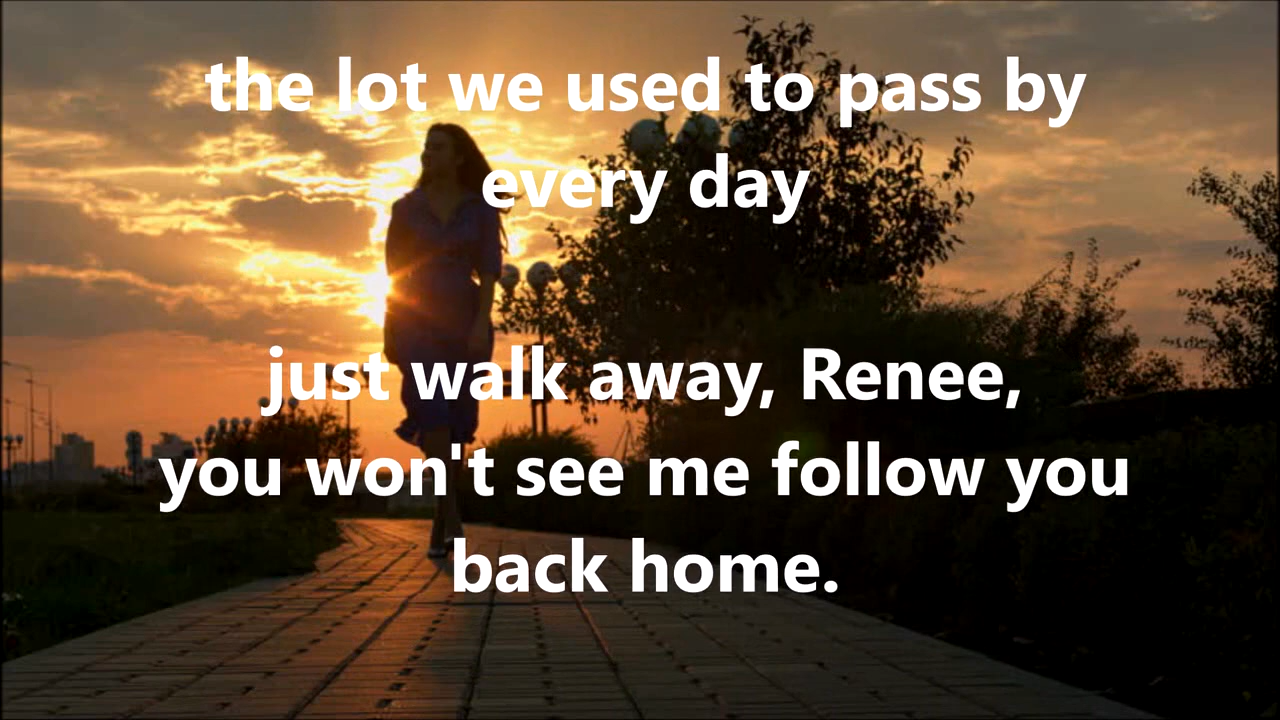 the lot we used to pass by
every day
just walk away, Renee,
you won't see me follow you
back home.